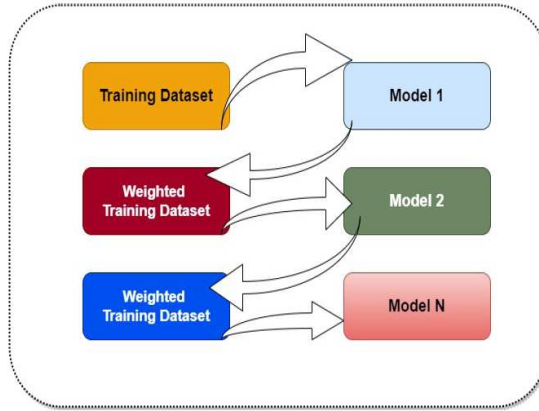 Training Dataset
Model 1
Weighted
Training Dataset
Model 2
Weighted
Training Dataset
Model N